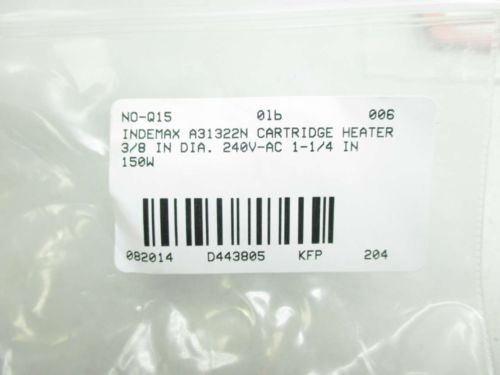 NO-Q15 01b 006
INDEMAX A31322N CARTRIDGE HEATER
3/8 IN DIA. 240V-AC 1-1/4 IN
150W
082014 D443805 KFP 204